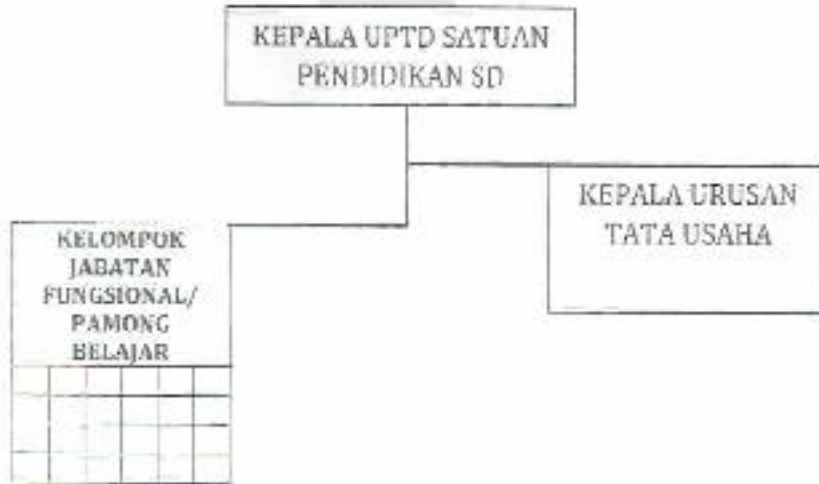 KEPALA UPTD SATUAN
PENDIDIKAN SD
KEPALA URUSAN
TATA USAHA
KELOMPOK
JABATAN
FUNGSIONAL/
PAMONG
BELAJAR